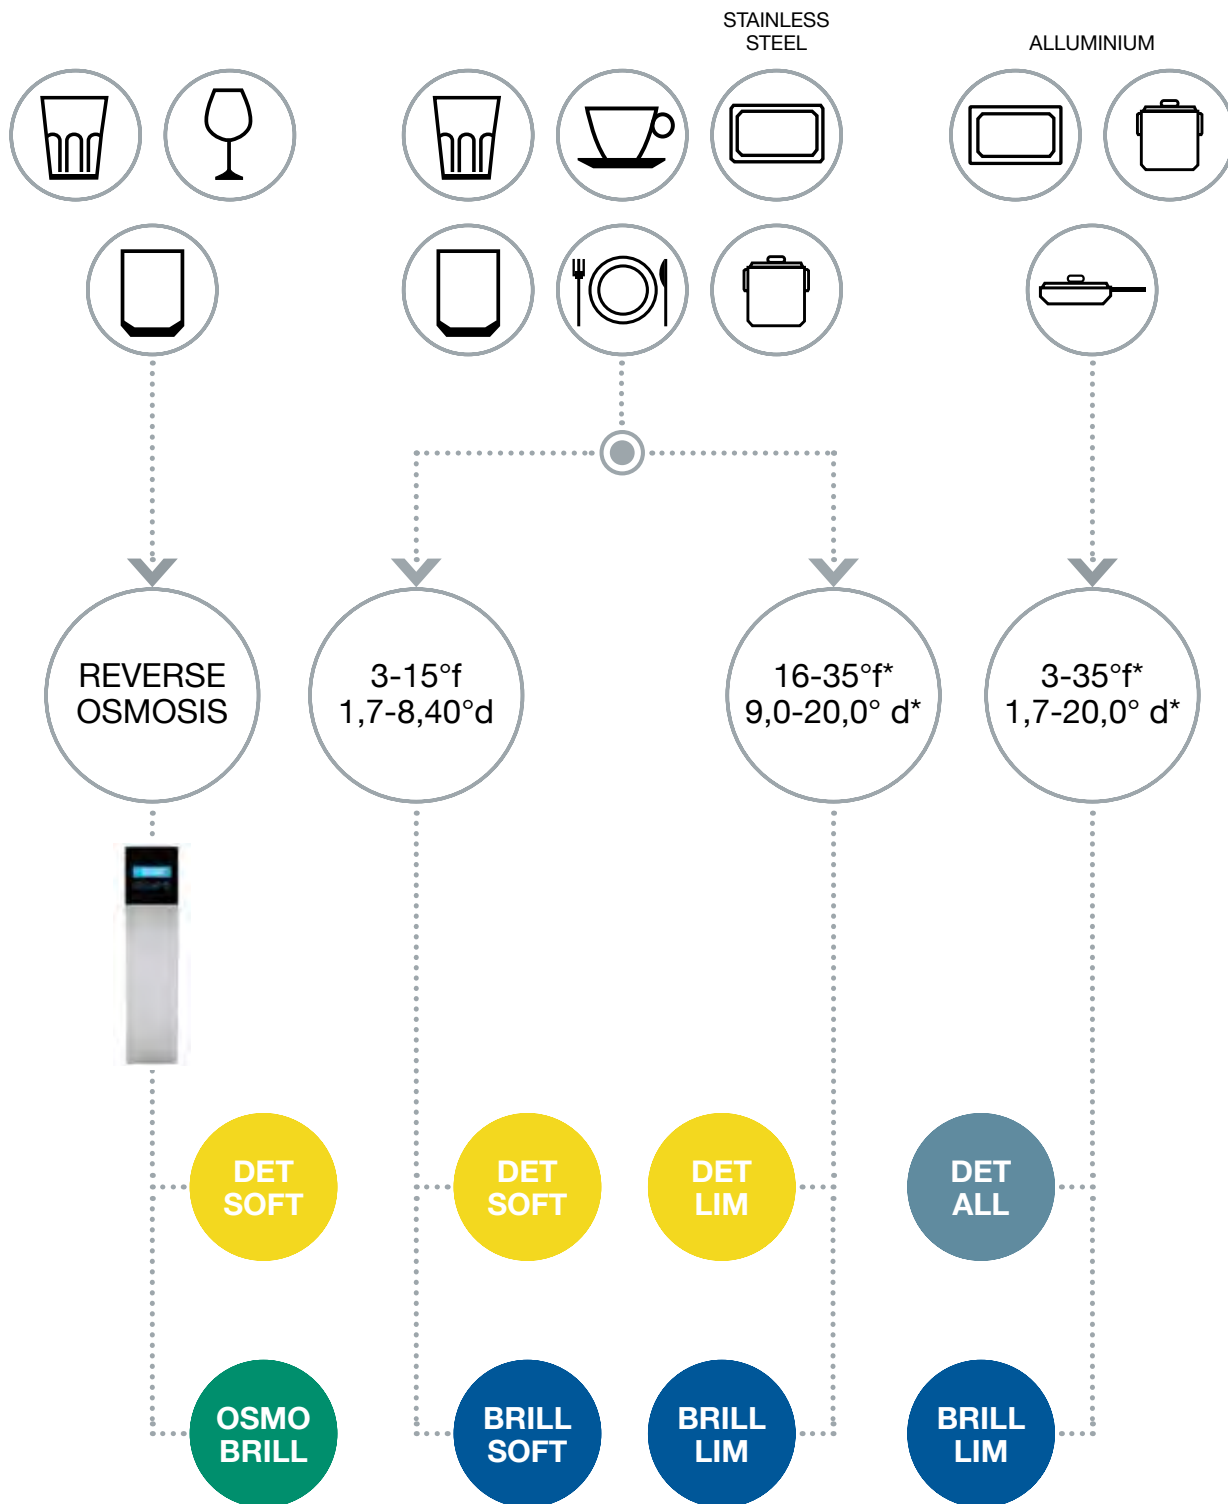 STAINLESS
STEEL
ALLUMINIUM
REVERSE
OSMOSIS
3-15°f
1,7-8,40°d
16-35°f*
9,0-20,0° d*
3-35°f*
1,7-20,0° d*
DET
SOFT
DET
SOFT
DET
LIM
DET
ALL
OSMO
BRILL
BRILL
SOFT
BRILL
LIM
BRILL
LIM